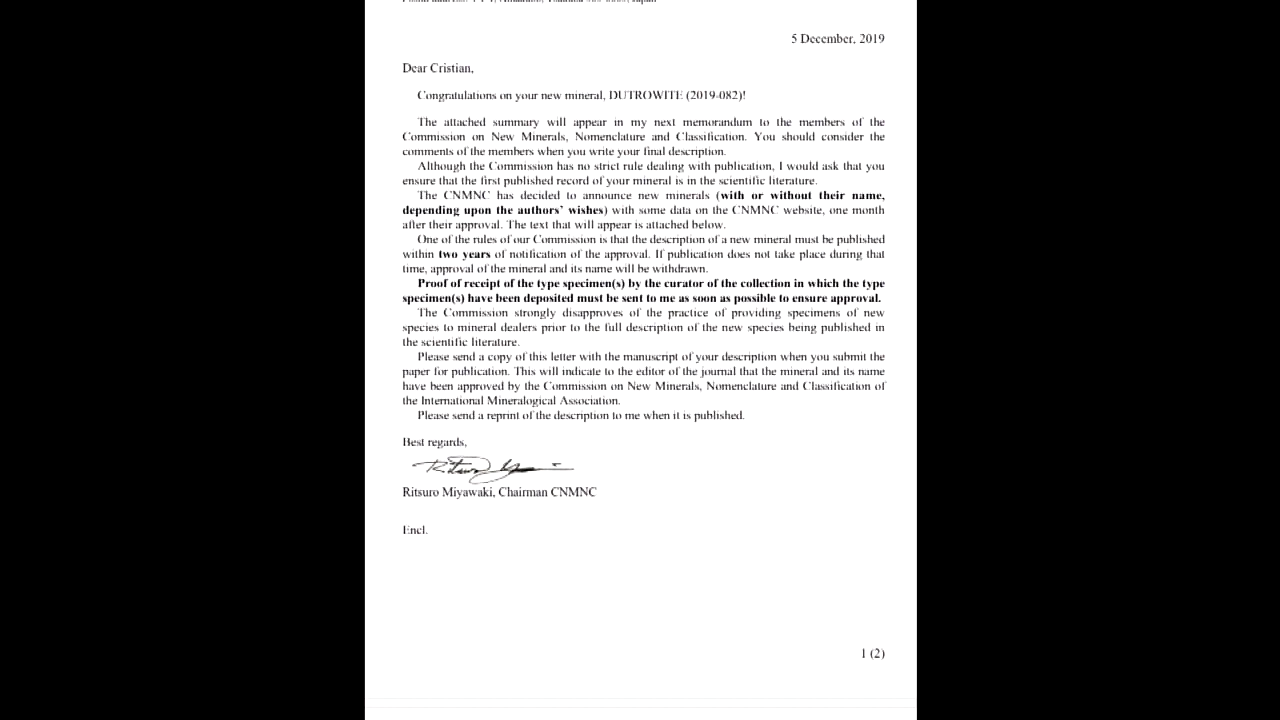 5 December, 2019
Dear Cristian,
Congratulations on your new mineral, DUTROWITE (2019-082)!
The attached summary will appear in my next memorandum to the members of the
Commission on New Minerals, Nomenclature and Classification. You should consider the
comments of the members when you write your final description.
Although the Commission has no strict rule dealing with publication, I would ask that you
ensure that the first published record of your mineral is in the scientific literature.
The CNMNC has decided to announce new minerals (with or without their name,
depending upon the authors' wishes) with some data on the CNMNC website, one month
after their approval. The text that will appear is attached below.
One of the rules of our Commission is that the description of a new mineral must be published
within two years of notification of the approval. If publication does not take place during that
time, approval of the mineral and its name will be withdrawn.
Proof of receipt of the type specimen(s) by the curator of the collection in which the type
specimen(s) have been deposited must be sent to me as soon as possible to ensure approval.
The Commission strongly disapproves of the practice of providing specimens of new
species to mineral dealers prior to the full description of the new species being published in
the scientific literature.
Please send a copy of this letter with the manuscript of your description when you submit the
paper for publication. This will indicate to the editor of the journal that the mineral and its name
have been approved by the Commission on New Minerals, Nomenclature and Classification of
the International Mineralogical Association.
Please send a reprint of the description to me when it is published.
Best regards,
Ritsuro Miyawaki, Chairman CNMNC
Encl.
1 (2)